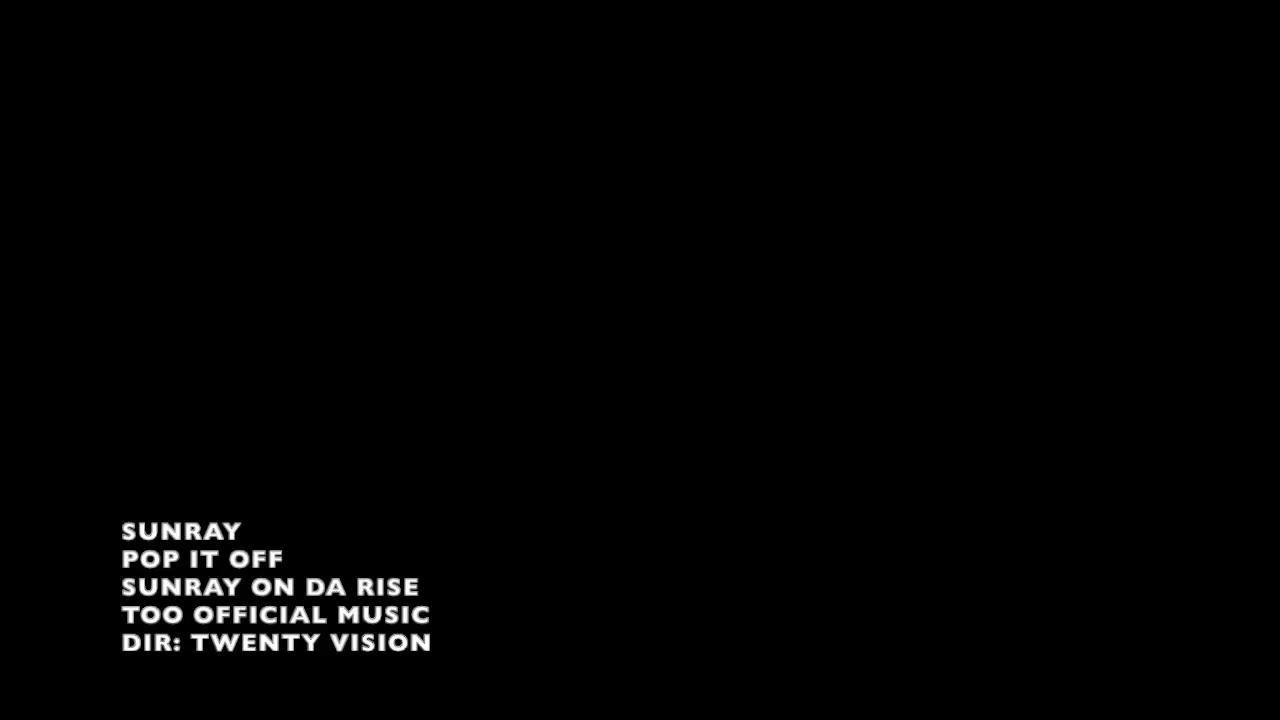 SUNRAY
POP IT OFF
SUNRAY ON DA RISE
TOO OFFICIAL MUSIC
DIR: TWENTY VISION